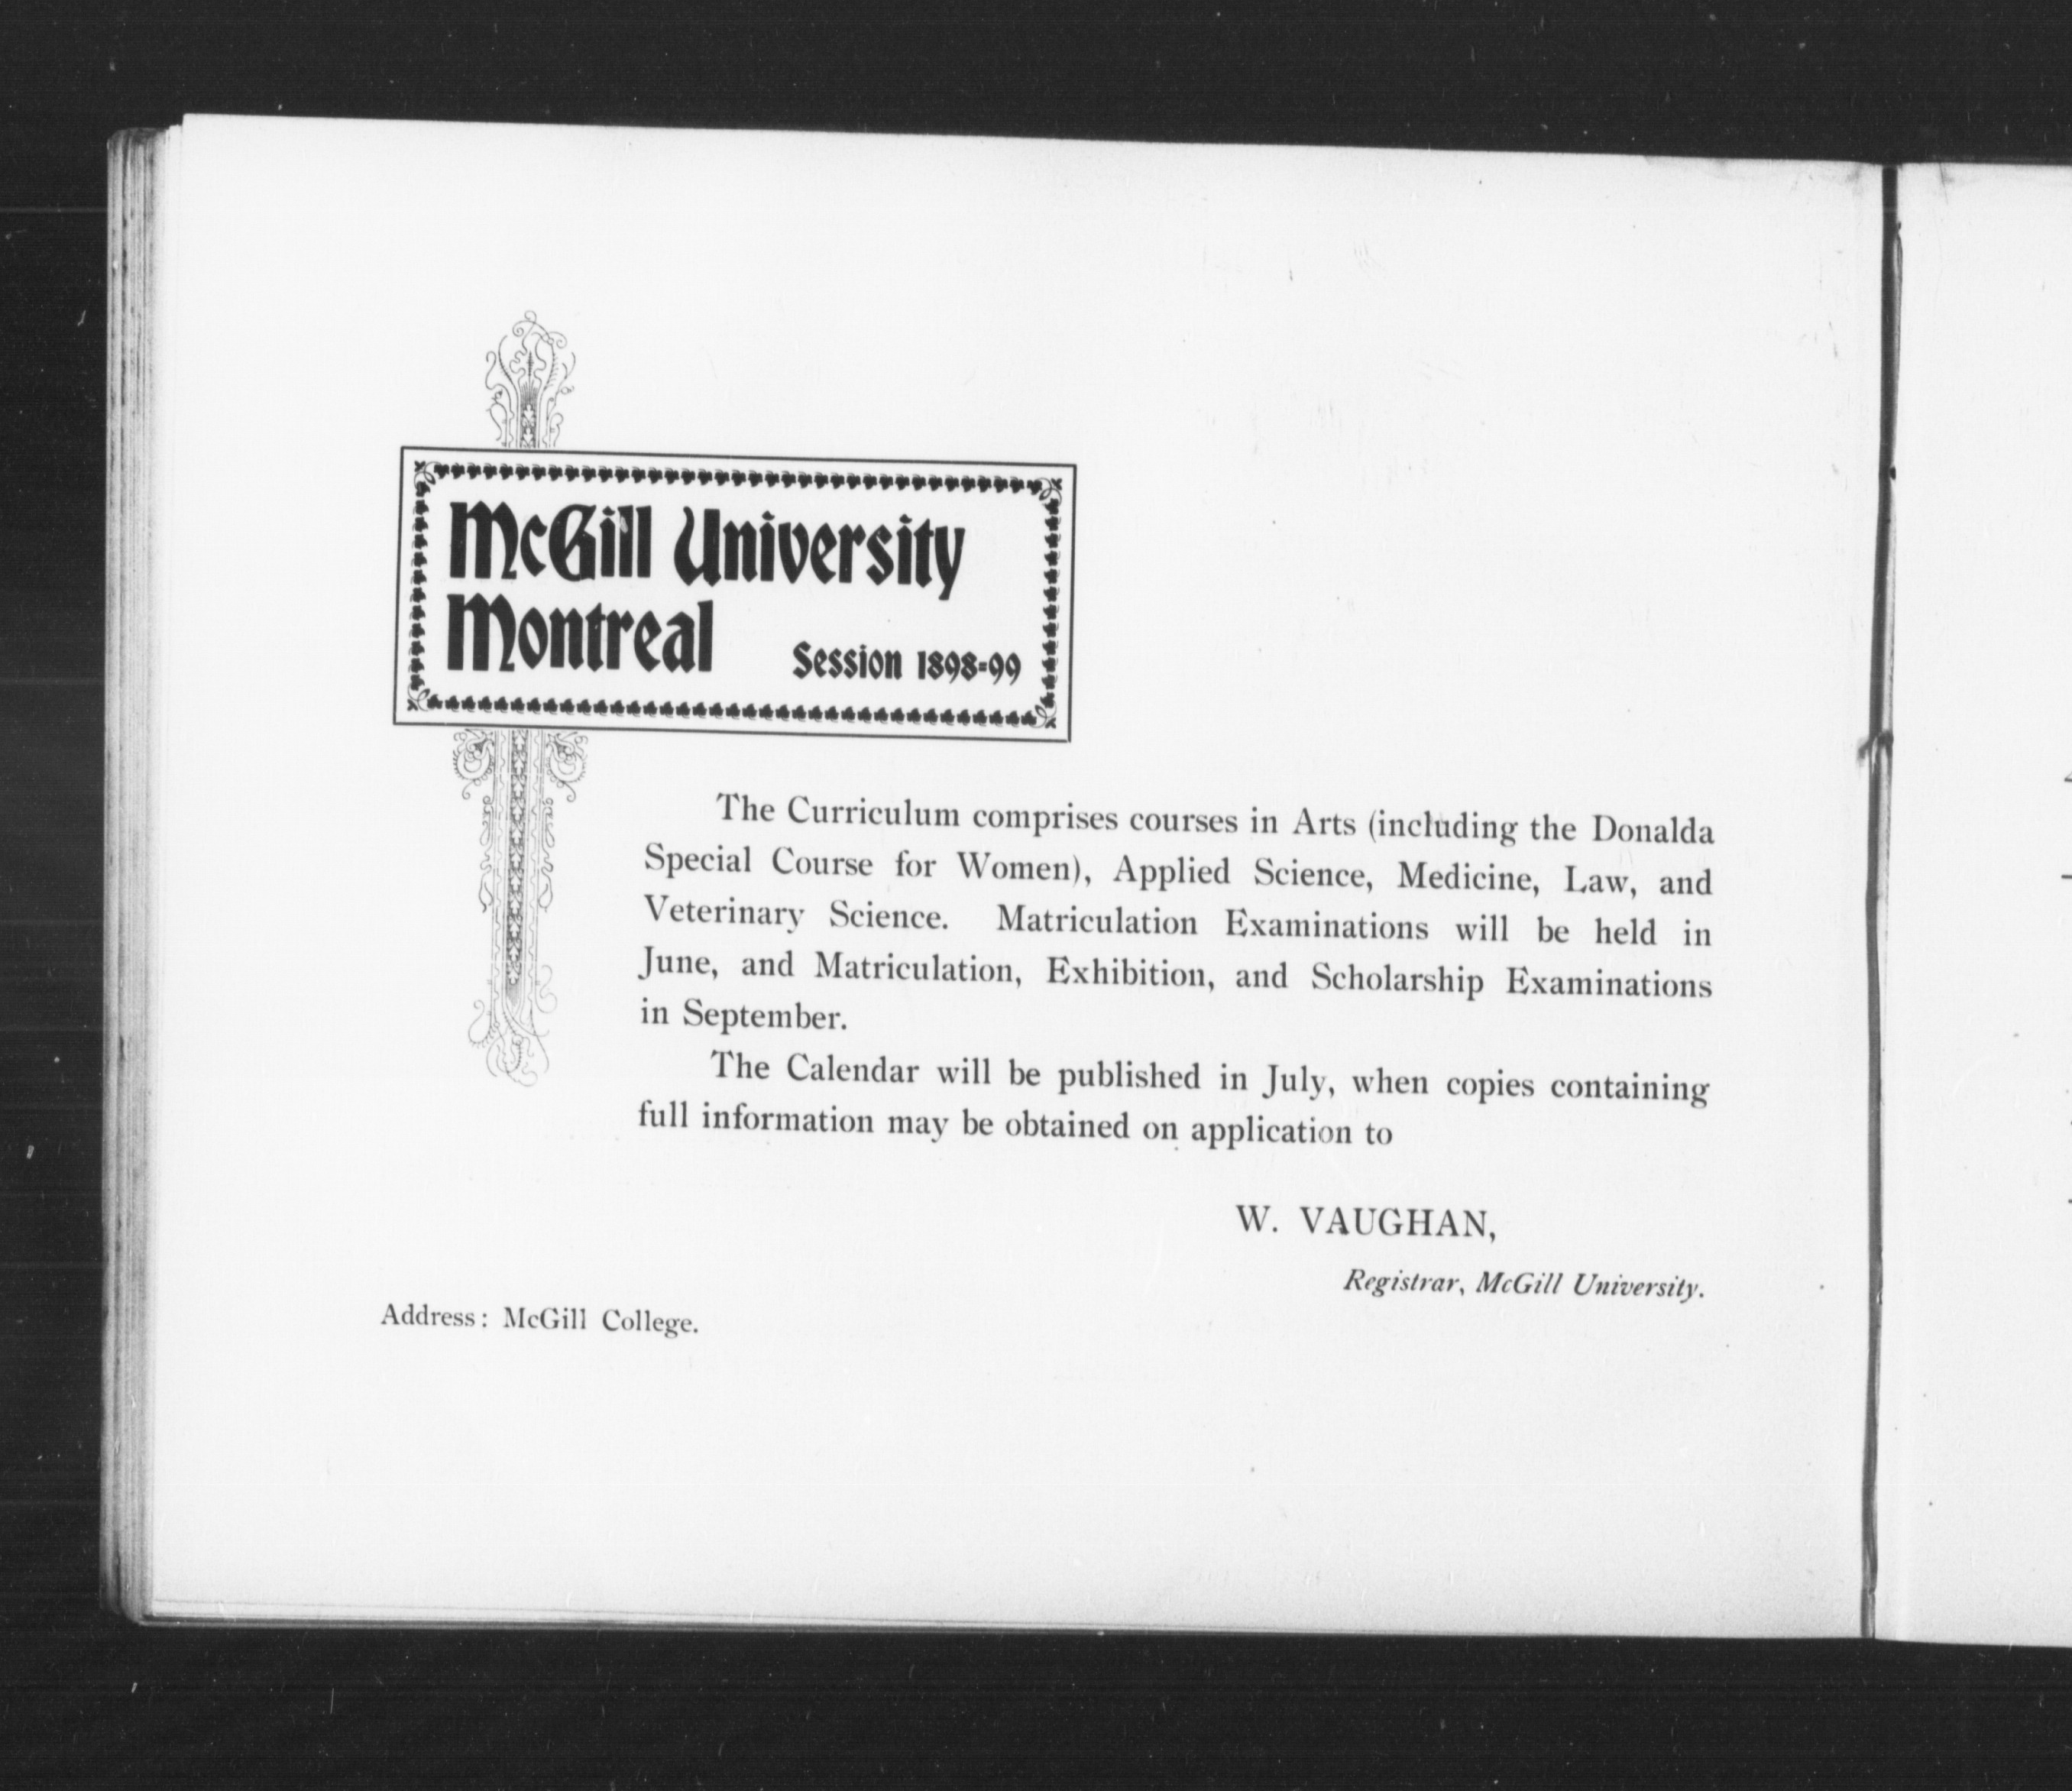 McGill University
Montreal
Session 1898-99
The Curriculum comprises courses in Arts (including the Donalda
Special Course for Women), Applied Science, Medicine, Law, and
Veterinary Science. Matriculation Examinations will be held in
June, and Matriculation, Exhibition, and Scholarship Examinations
in September.
The Calendar will be published in July, when copies containing
full information may be obtained on application to
W. VAUGHAN,
Registrar, McGill University.
Address: McGill College.